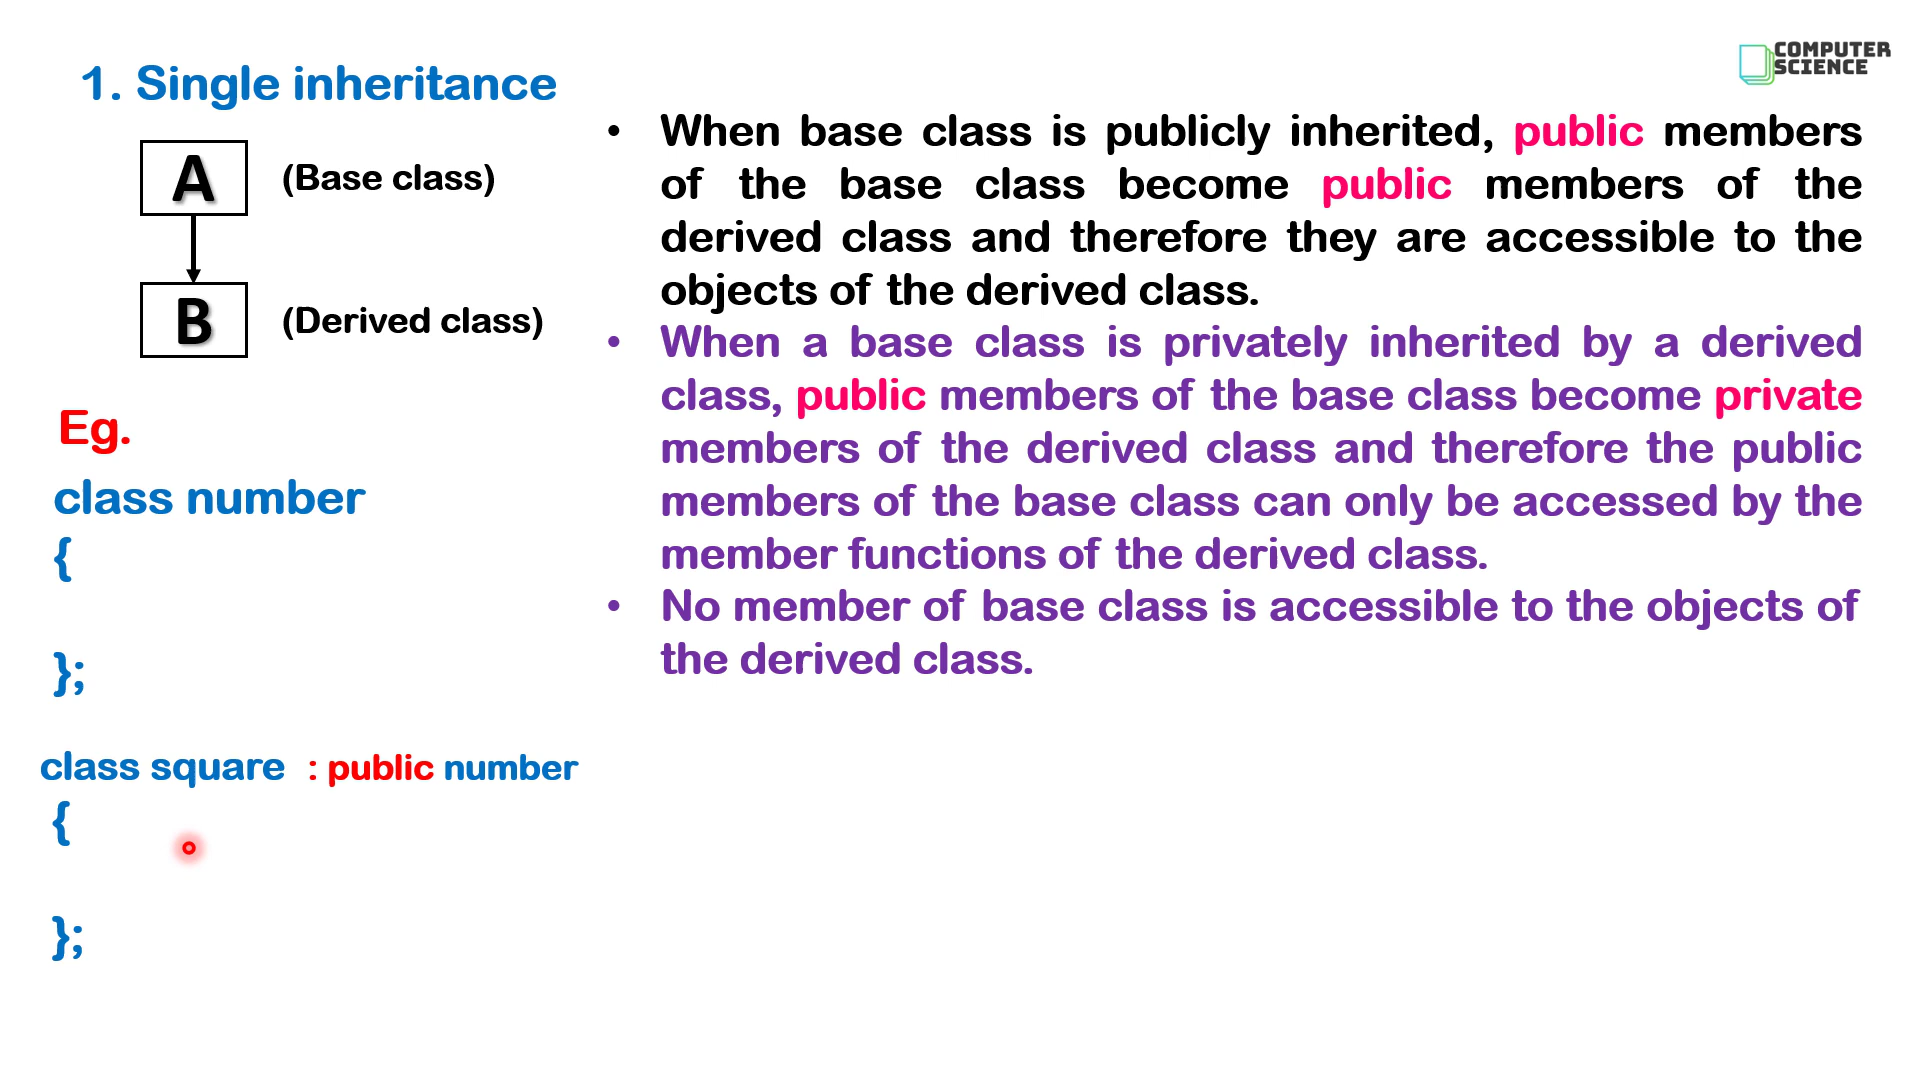 1. Single inheritance
A
(Base class)
B
(Derived class)
Eg.
class number
{
};
class square : public number
{
};
COMPUTER
SCIENCE
• When base class is publicly inherited, public members
of the base class become public members of the
derived class and therefore they are accessible to the
objects of the derived class.
• When a base class is privately inherited by a derived
class, public members of the base class become private
members of the derived class and therefore the public
members of the base class can only be accessed by the
member functions of the derived class.
• No member of base class is accessible to the objects of
the derived class.